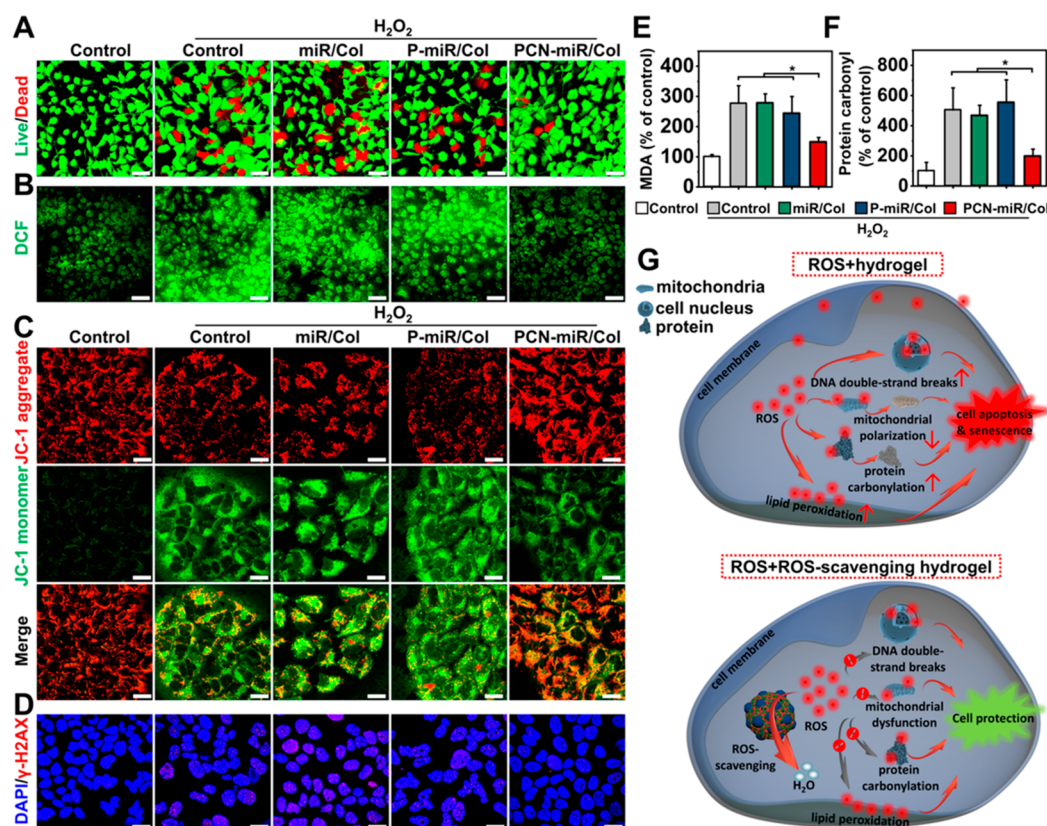 A
H₂O₂
Control
Control
miR/Col
P-miR/Col
PCN-miR/Col
Live/Dead
B
DCF
C
H₂O₂
Control
Control
miR/Col
P-miR/Col
PCN-miR/Col
JC-1 aggregate
JC-1 monomer
Merge
D
DAPI/γ-H2AX
E
MDA (% of control)
400
300
200
100
0
*
F
Protein carbonyl
(% of control)
800
600
400
200
0
*
Control
Control
miR/Col
P-miR/Col
PCN-miR/Col
H₂O₂
G
ROS+hydrogel
mitochondria
cell nucleus
protein
cell membrane
DNA double-strand breaks
ROS
mitochondrial
polarization
protein
carbonylation
lipid peroxidation
cell apoptosis
& senescence
ROS+ROS-scavenging hydrogel
cell membrane
DNA double-
strand breaks
ROS
mitochondrial
dysfunction
Cell protection
ROS-
scavenging
H₂O
protein
carbonylation
lipid peroxidation